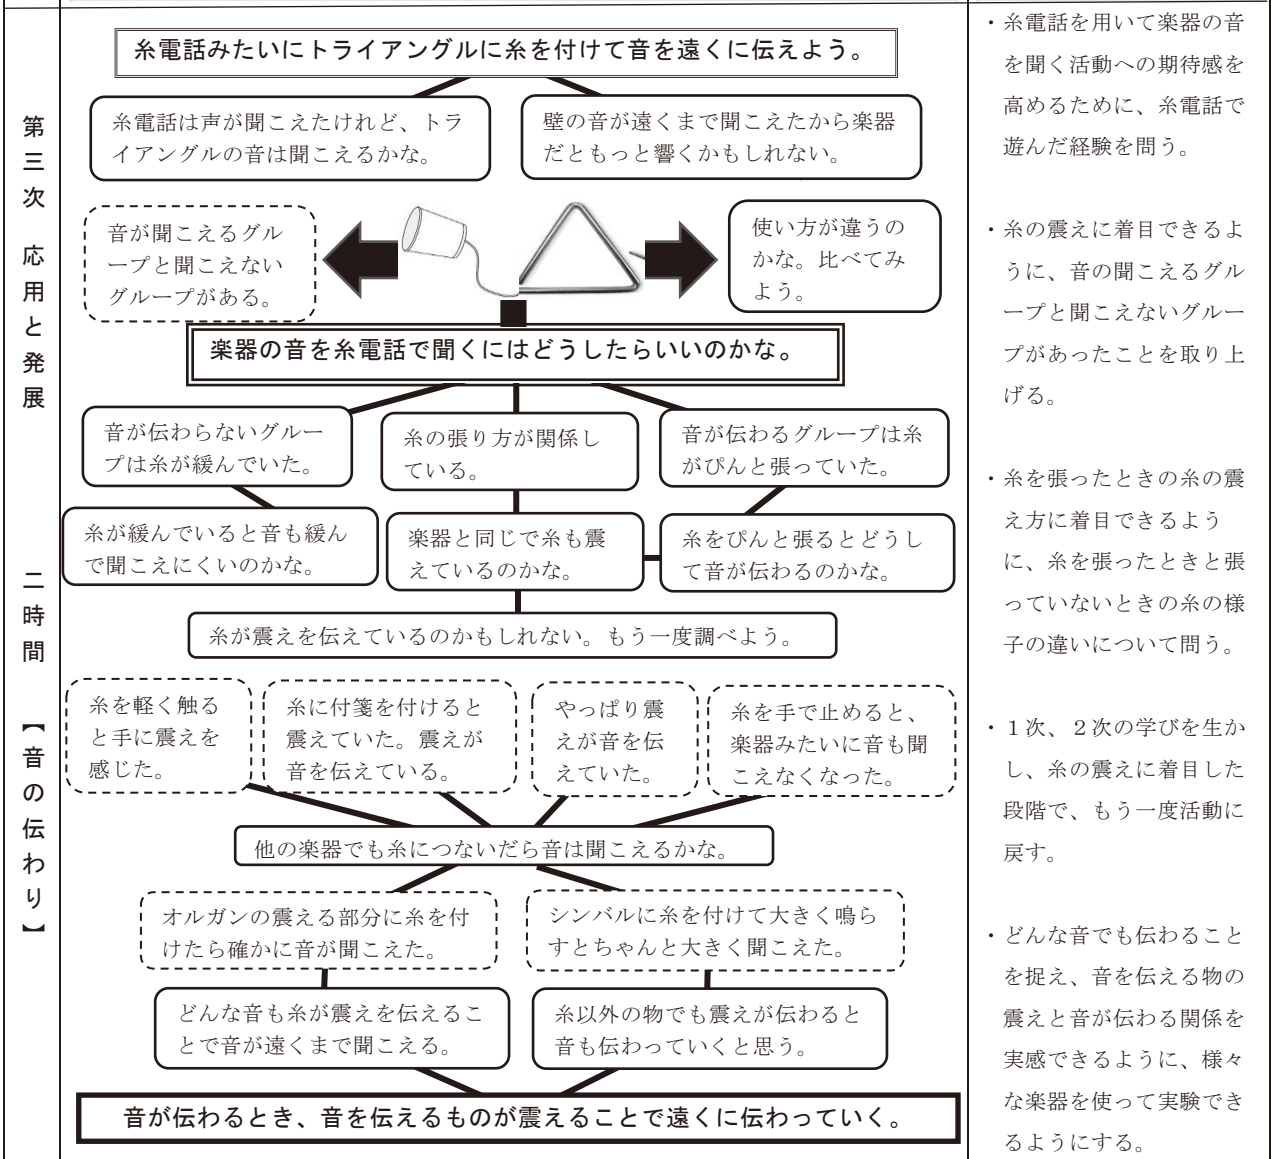 第三次 応用と発展 二時間 【音の伝わり】
糸電話みたいにトライアングルに糸を付けて音を遠くに伝えよう。
糸電話は声が聞こえたけれど、トラ
イアングルの音は聞こえるかな。
壁の音が遠くまで聞こえたから楽器
だともっと響くかもしれない。
音が聞こえるグル
ープと聞こえない
グループがある。
使い方が違うの
かな。比べてみ
よう。
楽器の音を糸電話で聞くにはどうしたらいいのかな。
音が伝わらないグルー
プは糸が緩んでいた。
糸の張り方が関係し
ている。
音が伝わるグループは糸
がぴんと張っていた。
糸が緩んでいると音も緩ん
で聞こえにくいのかな。
楽器と同じで糸も震
えているのかな。
糸をぴんと張るとどうし
て音が伝わるのかな。
糸が震えを伝えているのかもしれない。もう一度調べよう。
糸を軽く触る
と手に震えを
感じた。
糸に付箋を付けると
震えていた。震えが
音を伝えている。
やっぱり震
えが音を伝
えていた。
糸を手で止めると、
楽器みたいに音も聞
こえなくなった。
他の楽器でも糸につないだら音は聞こえるかな。
オルガンの震える部分に糸を付
けたら確かに音が聞こえた。
シンバルに糸を付けて大きく鳴ら
すとちゃんと大きく聞こえた。
どんな音も糸が震えを伝えるこ
とで音が遠くまで聞こえる。
糸以外の物でも震えが伝わると
音も伝わっていくと思う。
音が伝わるとき、音を伝えるものが震えることで遠くに伝わっていく。
・糸電話を用いて楽器の音
を聞く活動への期待感を
高めるために、糸電話で
遊んだ経験を問う。
・糸の震えに着目できるよ
うに、音の聞こえるグル
ープと聞こえないグルー
プがあったことを取り上
げる。
・糸を張ったときの糸の震
え方に着目できるよう
に、糸を張ったときと張
っていないときの糸の様
子の違いについて問う。
・１次、２次の学びを生か
し、糸の震えに着目した
段階で、もう一度活動に
戻す。
・どんな音でも伝わること
を捉え、音を伝える物の
震えと音が伝わる関係を
実感できるように、様々
な楽器を使って実験でき
るようにする。